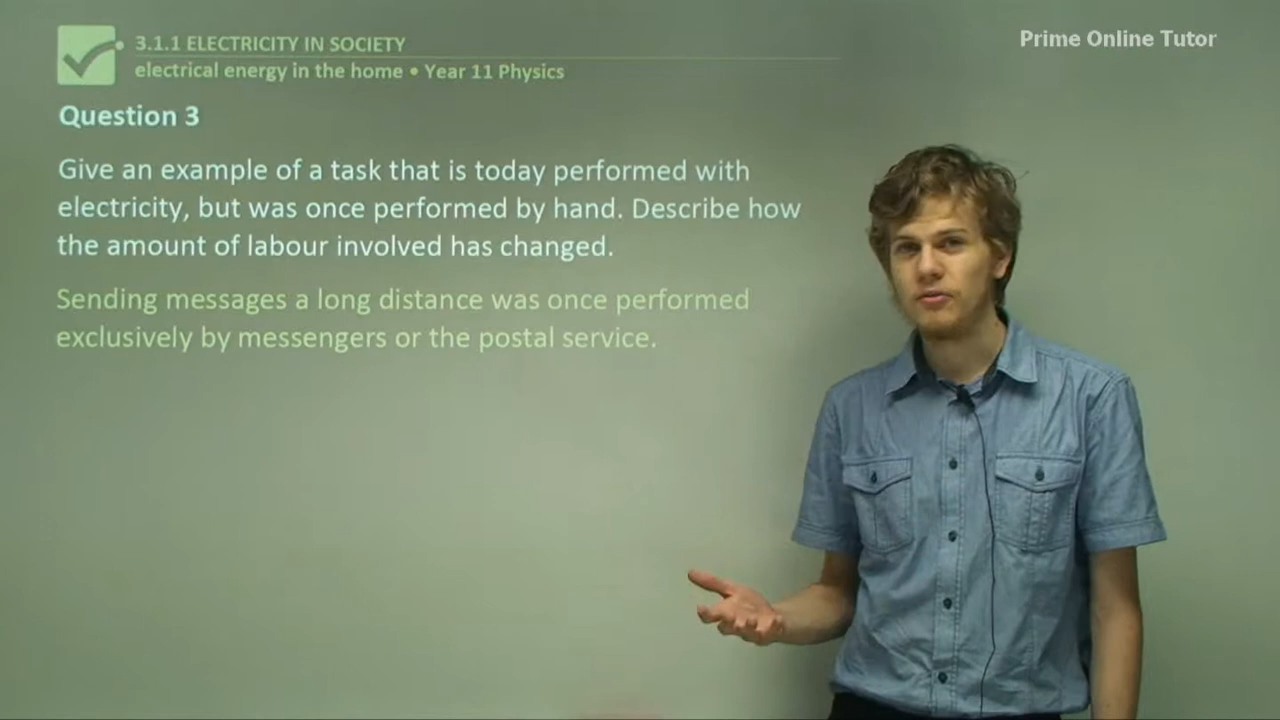 3.1.1 ELECTRICITY IN SOCIETY
electrical energy in the home • Year 11 Physics
Prime Online Tutor
Question 3
Give an example of a task that is today performed with
electricity, but was once performed by hand. Describe how
the amount of labour involved has changed.
Sending messages a long distance was once performed
exclusively by messengers or the postal service.